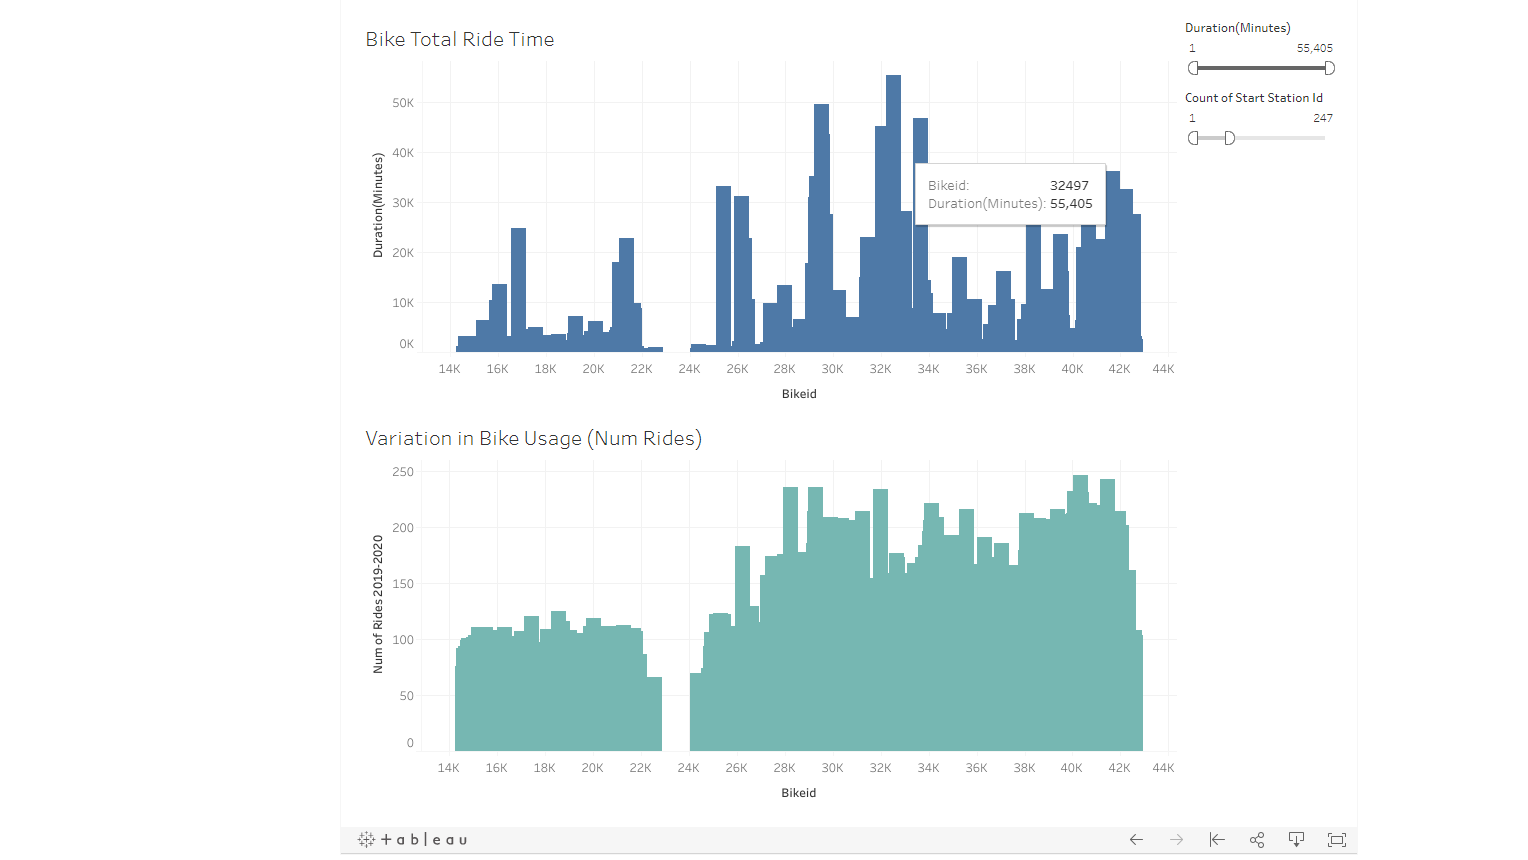 Bike Total Ride Time
Duration(Minutes)
1 55,405
Count of Start Station Id
1 247
50K
40K
30K
20K
10K
0K
Duration(Minutes)
Bikeid: 32497
Duration(Minutes): 55,405
14K 16K 18K 20K 22K 24K 26K 28K 30K 32K 34K 36K 38K 40K 42K 44K
Bikeid
Variation in Bike Usage (Num Rides)
250
200
150
100
50
0
Num of Rides 2019-2020
14K 16K 18K 20K 22K 24K 26K 28K 30K 32K 34K 36K 38K 40K 42K 44K
Bikeid
tableau